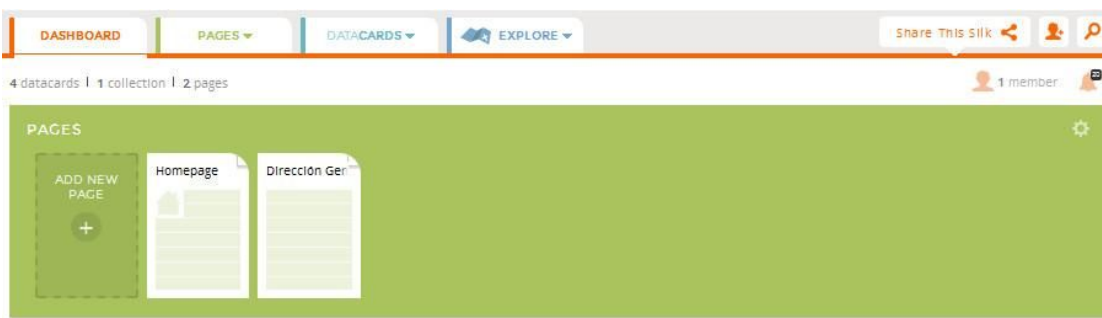 DASHBOARD PAGES DATACARDS EXPLORE Share This Silk
4 datacards | 1 collection | 2 pages 1 member 20
PAGES
ADD NEW
PAGE
+
Homepage
Dirección Ger